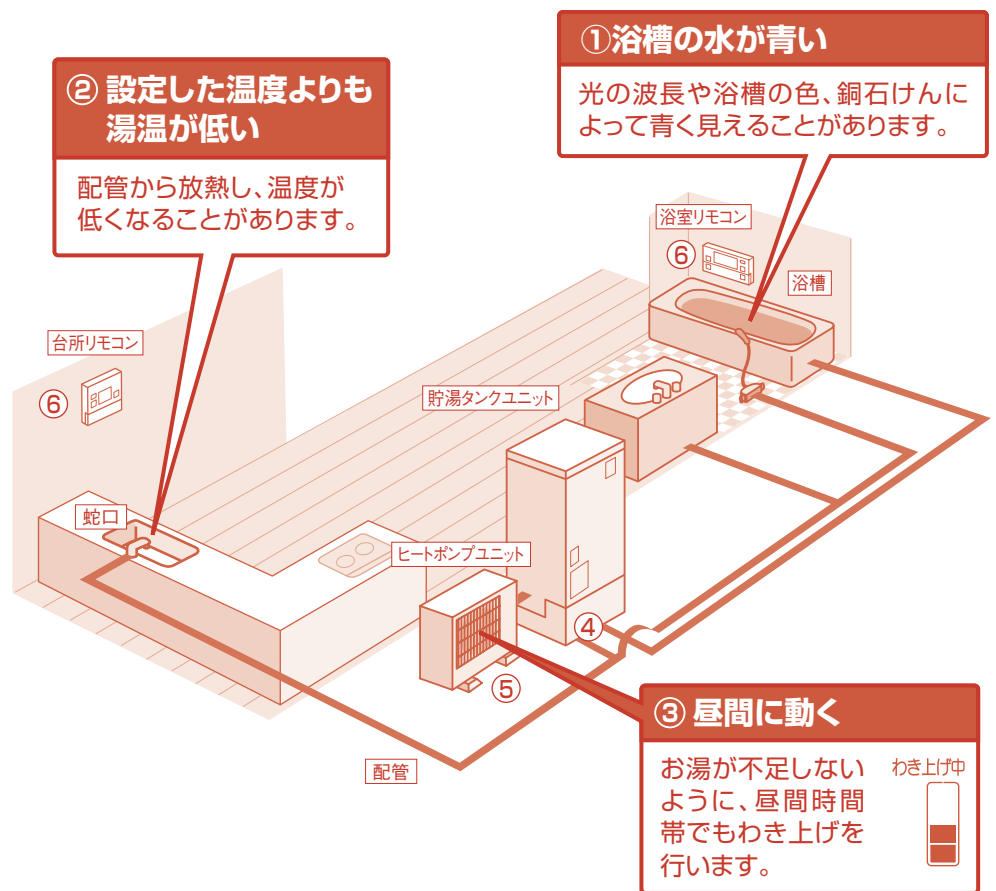 ①浴槽の水が青い
光の波長や浴槽の色、銅石けんに
よって青く見えることがあります。
② 設定した温度よりも
湯温が低い
配管から放熱し、温度が
低くなることがあります。
浴室リモコン
⑥
浴槽
台所リモコン
⑥
貯湯タンクユニット
蛇口
ヒートポンプユニット
④
⑤
配管
③ 昼間に動く
お湯が不足しない
ように、昼間時間
帯でもわき上げを
行います。
わき上げ中